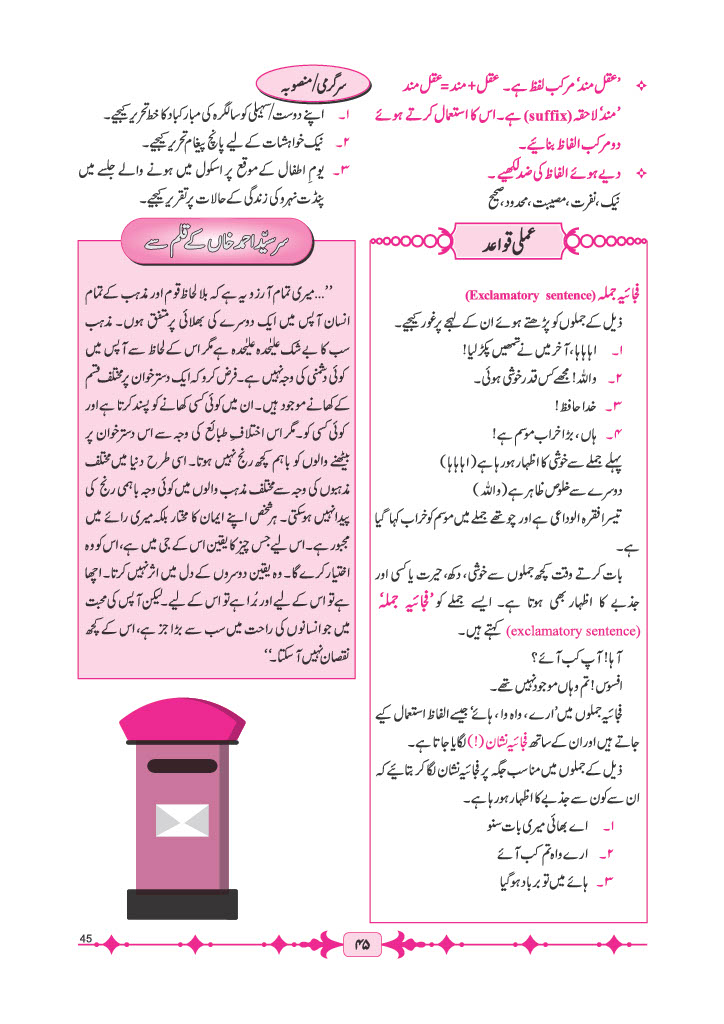 ’عقل مند‘ مرکب لفظ ہے۔ عقل + مند = عقل مند
’مند‘ لاحقہ (suffix) ہے۔ اس کا استعمال کرتے ہوئے
دو مرکب الفاظ بنائیے۔
دیے ہوئے الفاظ کی ضد لکھیے۔
نیک، نفرت، مصیبت، محدود، صحیح
عملی قواعد
فجائیہ جملہ (Exclamatory sentence)
ذیل کے جملوں کو پڑھتے ہوئے ان کے لہجے پر غور کیجیے۔
۱۔ اہاہاہا، آخر میں نے تمھیں پکڑ لیا!
۲۔ واللہ! مجھے کس قدر خوشی ہوئی۔
۳۔ خدا حافظ!
۴۔ ہاں، بڑا خراب موسم ہے!
پہلے جملے سے خوشی کا اظہار ہو رہا ہے (اہاہاہا)
دوسرے سے خلوص ظاہر ہے (واللہ)
تیسرا فقرہ الوداعی ہے اور چوتھے جملے میں موسم کو خراب کہا گیا
ہے۔
بات کرتے وقت کچھ جملوں سے خوشی، دکھ، حیرت یا کسی اور
جذبے کا اظہار بھی ہوتا ہے۔ ایسے جملے کو ’فجائیہ جملہ‘
(exclamatory sentence) کہتے ہیں۔
آہا! آپ کب آئے؟
افسوس! تم وہاں موجود نہیں تھے۔
فجائیہ جملوں میں ’ارے، واہ وا، ہائے‘ جیسے الفاظ استعمال کیے
جاتے ہیں اور ان کے ساتھ فجائیہ نشان (!) لگایا جاتا ہے۔
ذیل کے جملوں میں مناسب جگہ پر فجائیہ نشان لگا کر بتائیے کہ
ان سے کون سے جذبے کا اظہار ہو رہا ہے۔
۱۔ اے بھائی میری بات سنو
۲۔ ارے واہ تم کب آئے
۳۔ ہائے میں تو برباد ہو گیا
سرگرمی/منصوبہ
۱۔ اپنے دوست/سہیلی کو سالگرہ کی مبارکباد کا خط تحریر کیجیے۔
۲۔ نیک خواہشات کے لیے پانچ پیغام تحریر کیجیے۔
۳۔ یومِ اطفال کے موقع پر اسکول میں ہونے والے جلسے میں
پنڈت نہرو کی زندگی کے حالات پر تقریر کیجیے۔
سر سیّد احمد خاں کے قلم سے
”...میری تمام آرزو یہ ہے کہ بلا لحاظ قوم اور مذہب کے تمام
انسان آپس میں ایک دوسرے کی بھلائی پر متفق ہوں۔ مذہب
سب کا بے شک علیٰحدہ علیٰحدہ ہے مگر اس کے لحاظ سے آپس میں
کوئی دشمنی کی وجہ نہیں ہے۔ فرض کرو کہ ایک دسترخوان پر مختلف قسم
کے کھانے موجود ہیں۔ ان میں کوئی کسی کھانے کو پسند کرتا ہے اور
کوئی کسی کو۔ مگر اس اختلافِ طبائع کی وجہ سے اس دسترخوان پر
بیٹھنے والوں کو باہم کچھ رنج نہیں ہوتا۔ اسی طرح دنیا میں مختلف
مذہبوں کی وجہ سے مختلف مذہب والوں میں کوئی وجہ باہمی رنج کی
پیدا نہیں ہو سکتی۔ ہر شخص اپنے ایمان کا مختار بلکہ میری رائے میں
مجبور ہے۔ اس لیے جس چیز کا یقین اس کے جی میں ہے، اس کو وہ
اختیار کرے گا۔ وہ یقین دوسروں کے دل میں اثر نہیں کرتا۔ اچھا
ہے تو اس کے لیے اور بُرا ہے تو اس کے لیے۔ لیکن آپس کی محبت
میں جو انسانوں کی راحت میں سب سے بڑا جز ہے، اس کے کچھ
نقصان نہیں آ سکتا۔“
۴۵
45